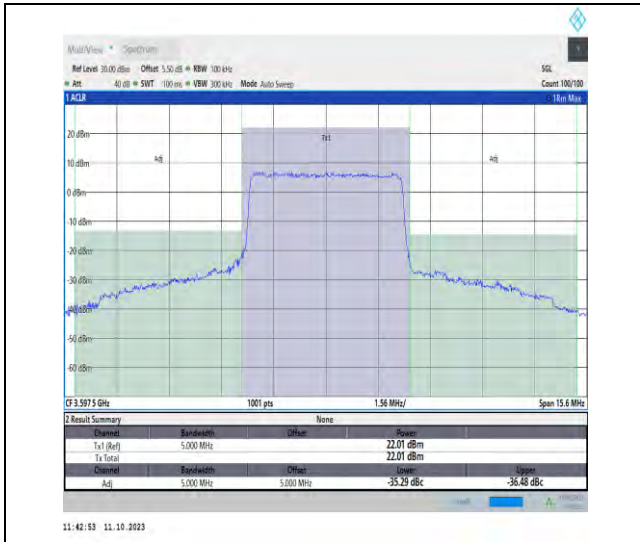 MultiView Spectrum
Ref Level 30.00 dBm Offset 5.50 dB RBW 100 kHz SGL
Att 40 dB SWT 100 ms VBW 300 kHz Mode Auto Sweep Count 100/100
1 ACLR 1Rm Max
Tx1
Adj Adj
20 dBm
10 dBm
0 dBm
-10 dBm
-20 dBm
-30 dBm
-40 dBm
-50 dBm
-60 dBm
CF 3.5975 GHz 1001 pts 1.56 MHz/ Span 15.6 MHz
2 Result Summary None
Channel Bandwidth Offset Power
Tx1 (Ref) 5.000 MHz 22.01 dBm
Tx Total 22.01 dBm
Channel Bandwidth Offset Lower Upper
Adj 5.000 MHz 5.000 MHz -35.29 dBc -36.48 dBc
11:42:53 11.10.2023